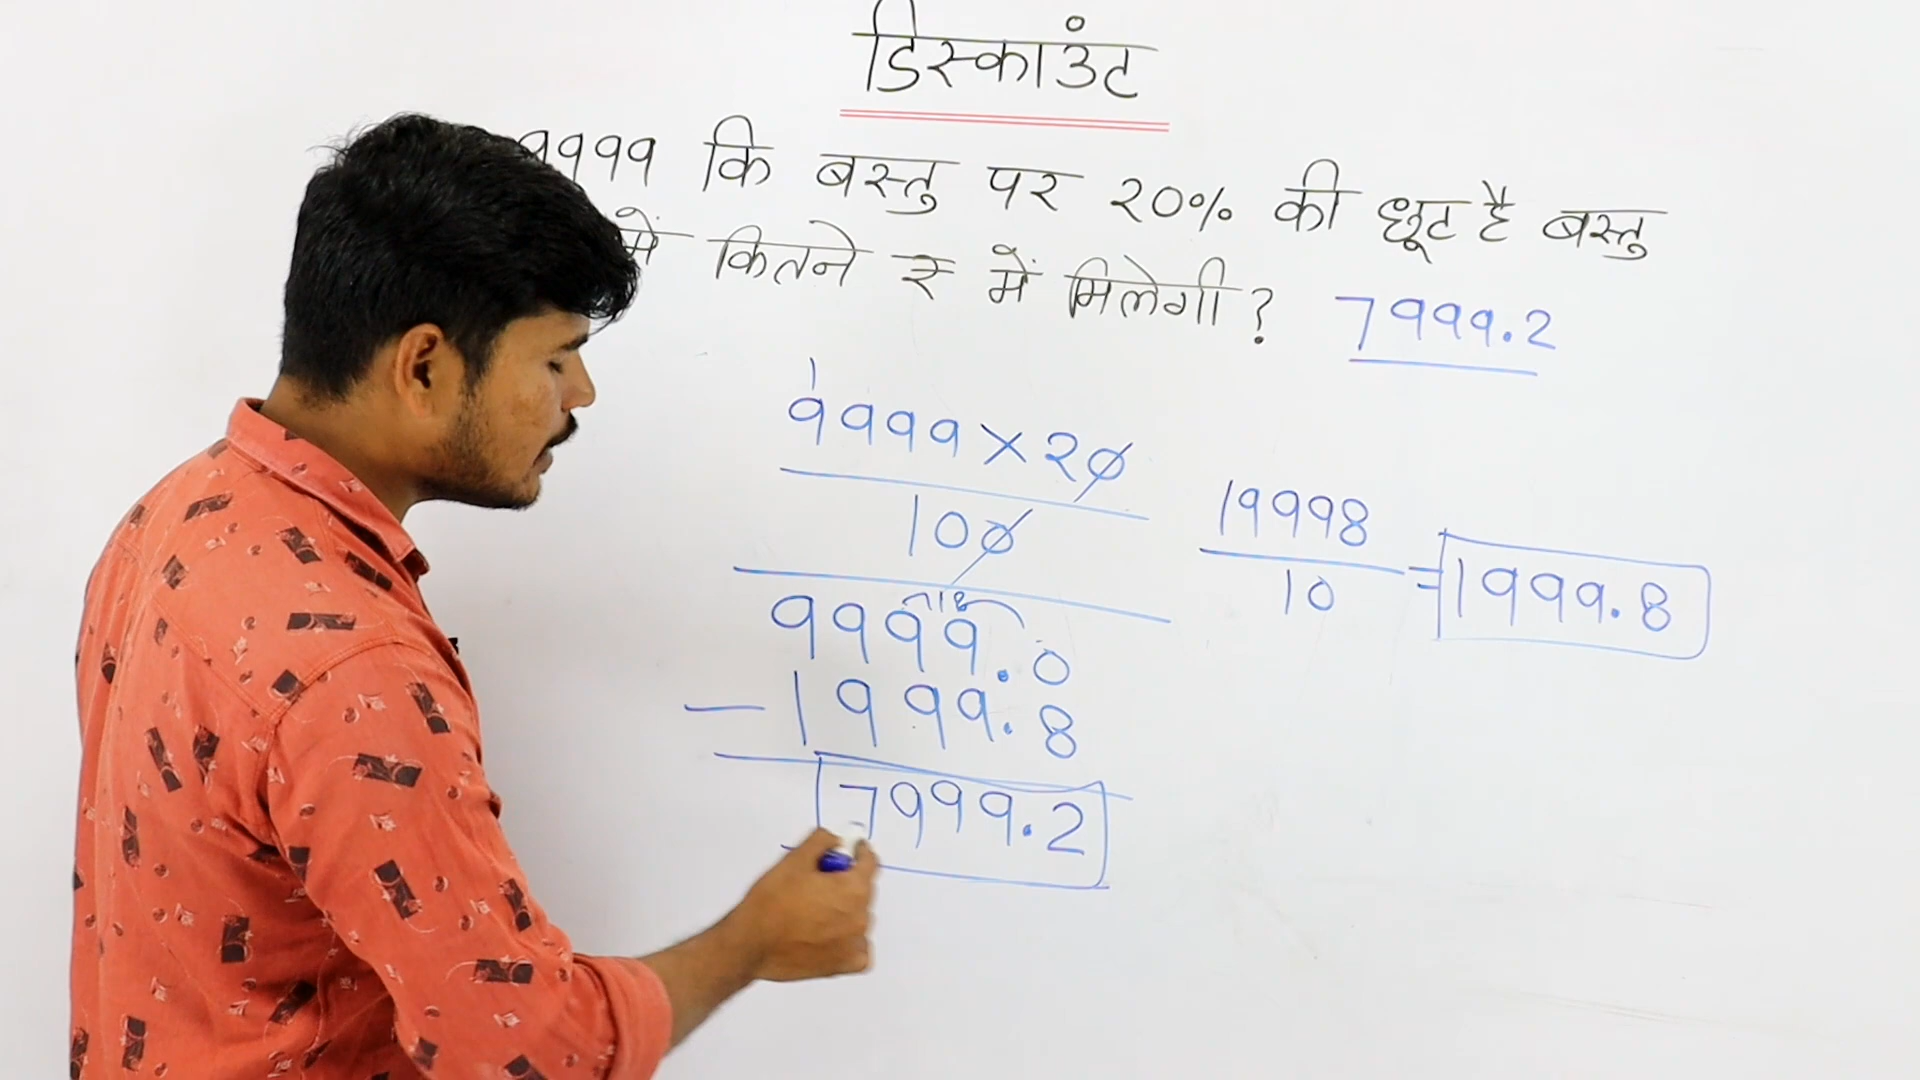 डिस्काउंट
9999 कि बस्तु पर 20% की छूट है बस्तु
में कितने ₹ में मिलेगी?
7999.2
9999 × 20
100
19998
10
=1999.8
9999.0
- 1999.8
7999.2